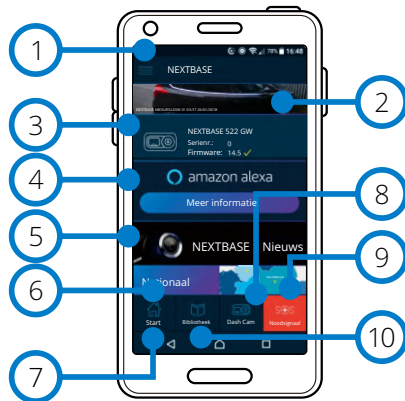 1
78% 16:48
NEXTBASE
2
3
NEXTBASE 522 GW
Serienr.: 0
Firmware: 14.5
4
amazon alexa
Meer informatie
5
NEXTBASE Nieuws
6
Nationaal
8
9
Start
Bibliotheek
Dash Cam
SOS
Noodsignaal
7
10